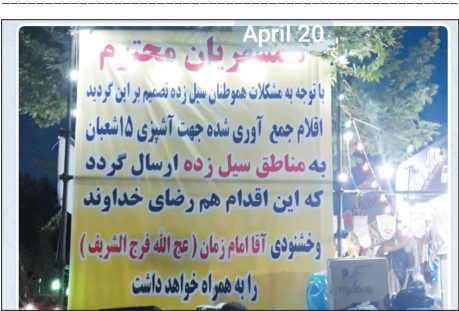 April 20
همشهریان محترم
با توجه به مشکلات هموطنان سیل زده تصمیم بر این گردید
اقلام جمع آوری شده جهت آشپزی ۱۵شعبان
به مناطق سیل زده ارسال گردد
که این اقدام هم رضای خداوند
وخشنودی آقا امام زمان ( عج الله فرج الشریف )
را به همراه خواهد داشت